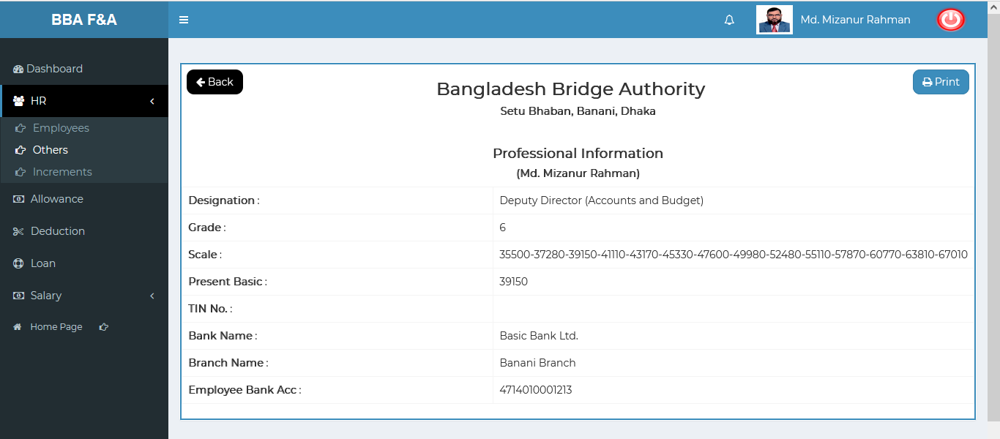 BBA F&A
Md. Mizanur Rahman
Dashboard
HR
Employees
Others
Increments
Allowance
Deduction
Loan
Salary
Home Page
Back
Print
Bangladesh Bridge Authority
Setu Bhaban, Banani, Dhaka
Professional Information
(Md. Mizanur Rahman)
Designation : Deputy Director (Accounts and Budget)
Grade : 6
Scale : 35500-37280-39150-41110-43170-45330-47600-49980-52480-55110-57870-60770-63810-67010
Present Basic : 39150
TIN No. :
Bank Name : Basic Bank Ltd.
Branch Name : Banani Branch
Employee Bank Acc : 4714010001213